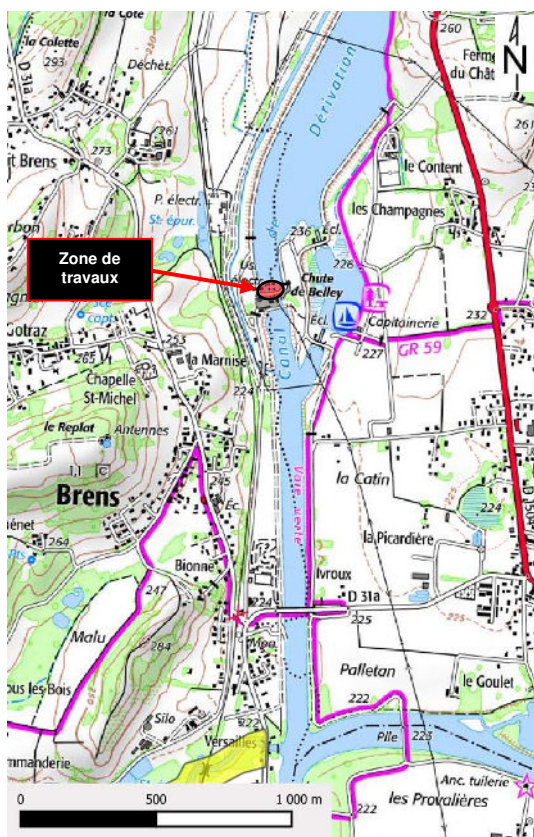 la Côte
la Colette
293
D 31a
Déchèt.
260
Ferme
du Chât
N
Dérivation
261
273
Brens
261
le Content
P. électr.
St. épur.
les Champagnes
236
Écl.
226
Zone de
travaux
Chute
de Belley
Écl.
Capitainerie
232
227
GR 59
Canal
253
265
la Marnise
224
Chapelle
St-Michel
le Replat
Antennes
Brens
245
Éc.
la Catin
Voie verte
224
la Picardière
264
Bionne
Ivroux
D 31a
247
224
225
Malu
284
Palletan
222
le Goulet
Silo
222
Versailles
Pile
223
Anc. tuilerie
222
les Provalières
0
500
1 000 m